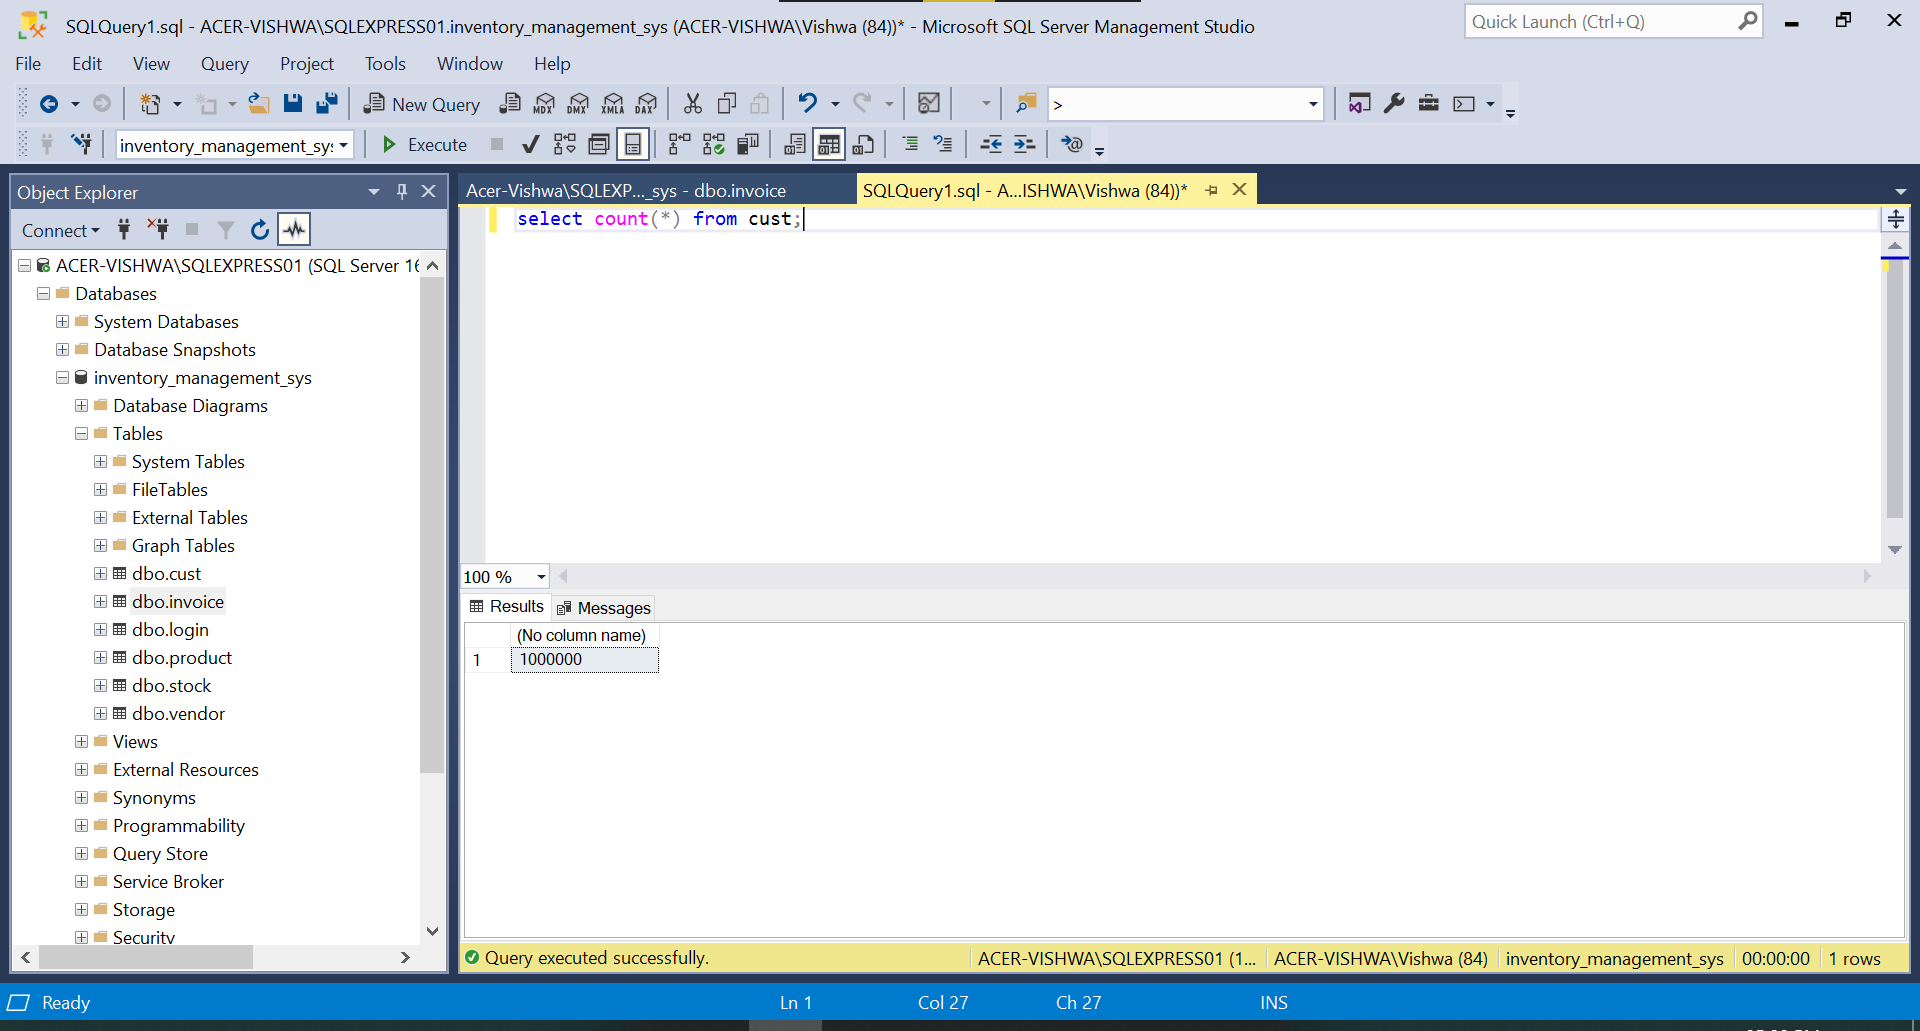 SQLQuery1.sql - ACER-VISHWA\SQLEXPRESS01.inventory_management_sys (ACER-VISHWA\Vishwa (84))* - Microsoft SQL Server Management Studio
Quick Launch (Ctrl+Q)
File Edit View Query Project Tools Window Help
New Query MDX DMX XMLA DAX >
inventory_management_sys Execute
Object Explorer
Connect
ACER-VISHWA\SQLEXPRESS01 (SQL Server 16
Databases
System Databases
Database Snapshots
inventory_management_sys
Database Diagrams
Tables
System Tables
FileTables
External Tables
Graph Tables
dbo.cust
dbo.invoice
dbo.login
dbo.product
dbo.stock
dbo.vendor
Views
External Resources
Synonyms
Programmability
Query Store
Service Broker
Storage
Security
Acer-Vishwa\SQLEXP..._sys - dbo.invoice
SQLQuery1.sql - A...ISHWA\Vishwa (84))*
select count(*) from cust;
100 %
Results Messages
(No column name)
1 1000000
Query executed successfully. ACER-VISHWA\SQLEXPRESS01 (1... ACER-VISHWA\Vishwa (84) inventory_management_sys 00:00:00 1 rows
Ready Ln 1 Col 27 Ch 27 INS